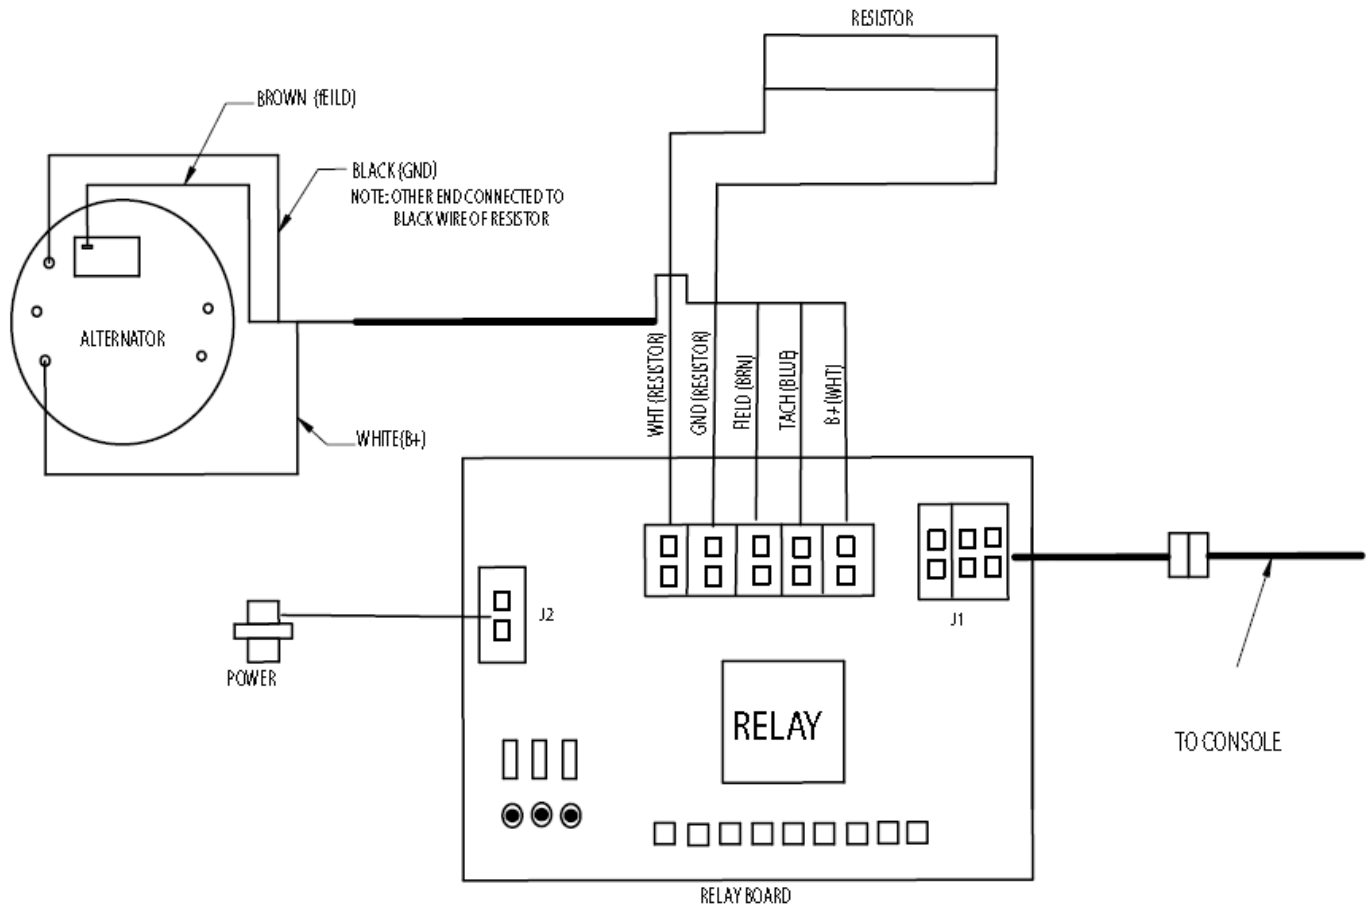 RESISTOR
BROWN (fEILD)
BLACK (GND)
NOTE: OTHER END CONNECTED TO
BLACK WIRE OF RESISTOR
ALTERNATOR
WHITE(B+)
WHT (RESISTOR)
GND (RESISTOR)
FIELD (BRN)
TACH (BLUE)
B+ (WHT)
J2
J1
POWER
RELAY
TO CONSOLE
RELAY BOARD